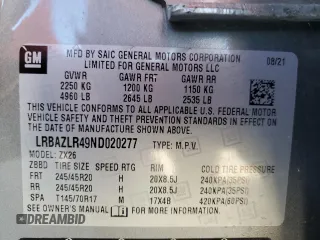 GM
MFD BY SAIC GENERAL MOTORS CORPORATION
LIMITED FOR GENERAL MOTORS LLC
08/21
GVWR GAWR FRT GAWR RR
2250 KG 1200 KG 1150 KG
4960 LB 2645 LB 2535 LB
THIS VEHICLE CONFORMS TO ALL APPLICABLE U.S. FEDERAL MOTOR
VEHICLE SAFETY AND THEFT PREVENTION STANDARDS IN EFFECT ON
THE DATE OF MANUFACTURE SHOWN ABOVE.
LRBAZLR49ND020277 TYPE: M.P.V.
MODEL: ZX26
ZBBD TIRE SIZE SPEED RTG RIM COLD TIRE PRESSURE
FRT 245/45R20 H 20X8.5J 240KPA(35PSI)
RR 245/45R20 H 20X8.5J 240KPA(35PSI)
SPA T145/70R17 M 17X4B 420KPA(60PSI)
SEE OWNER'S MANUAL FOR ADDITIONAL INFORMATION.